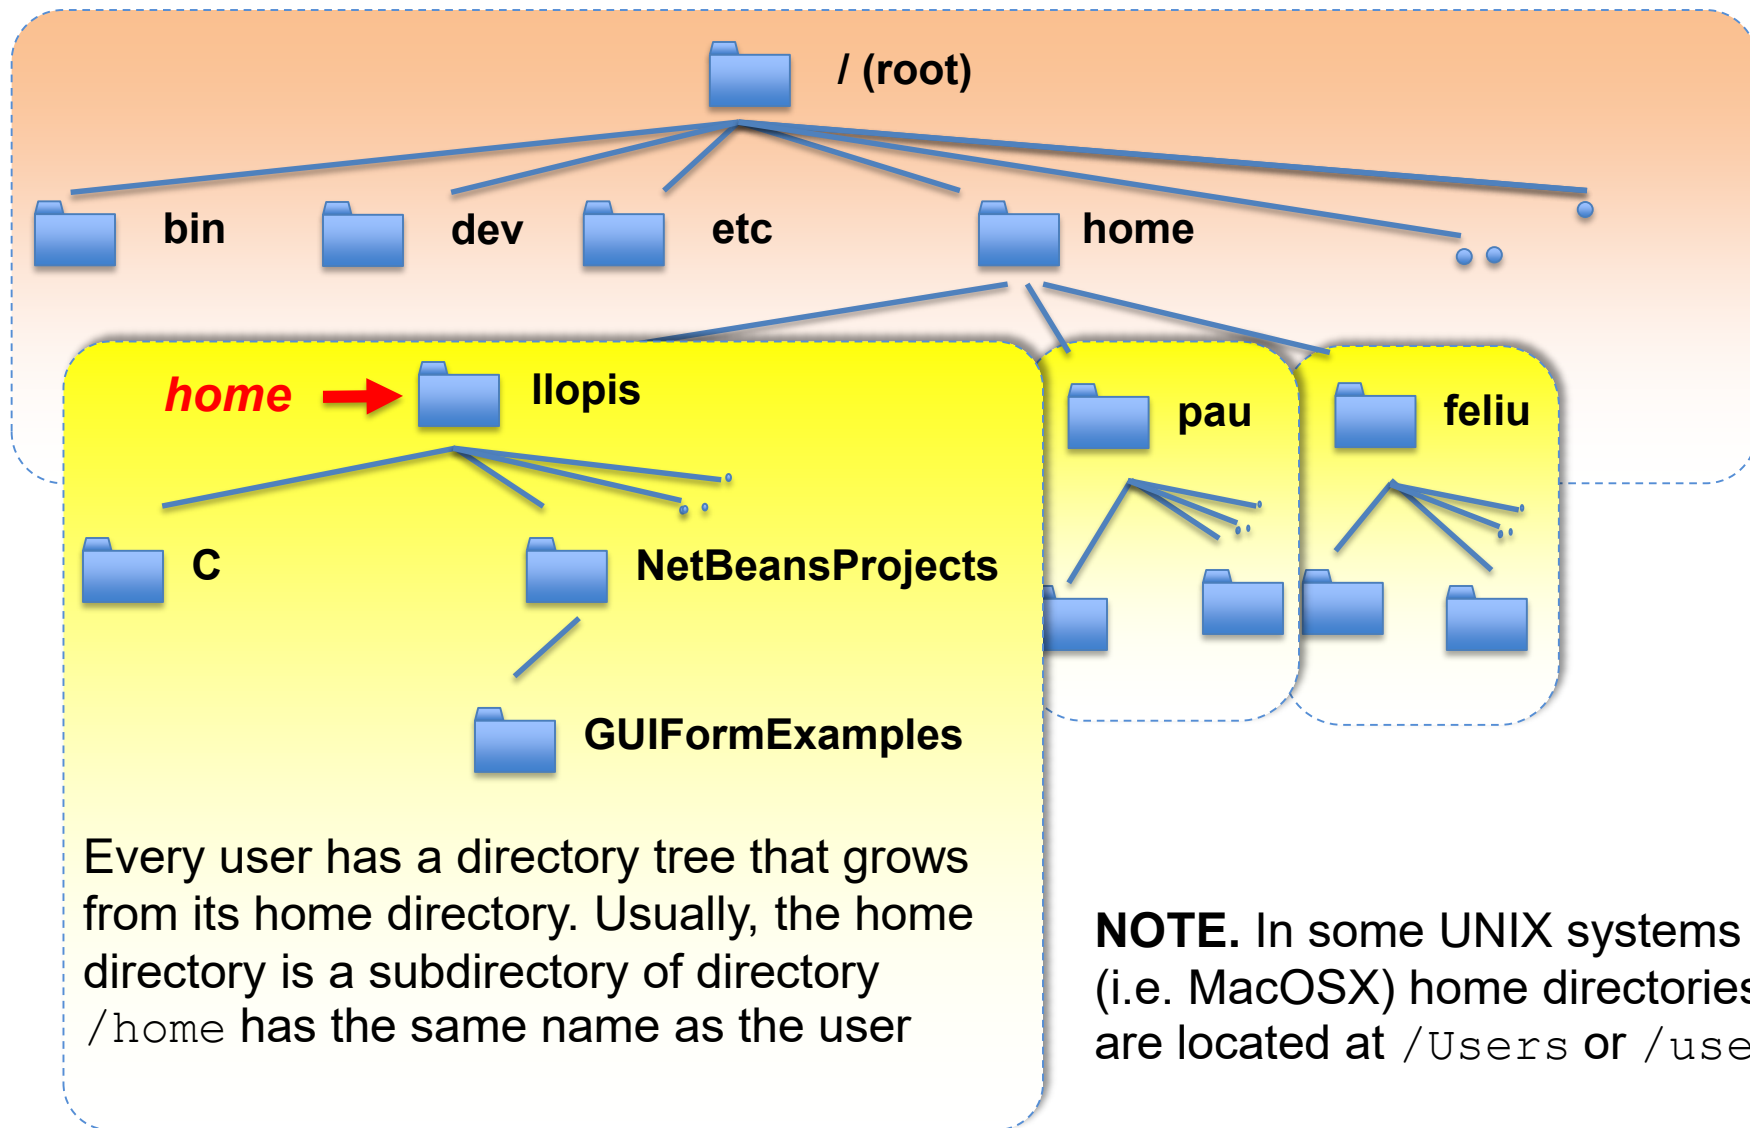 / (root)
bin
dev
etc
home
home
llopis
pau
feliu
C
NetBeansProjects
GUIFormExamples
Every user has a directory tree that grows
from its home directory. Usually, the home
directory is a subdirectory of directory
/home has the same name as the user
NOTE. In some UNIX systems
(i.e. MacOSX) home directories
are located at /Users or /use